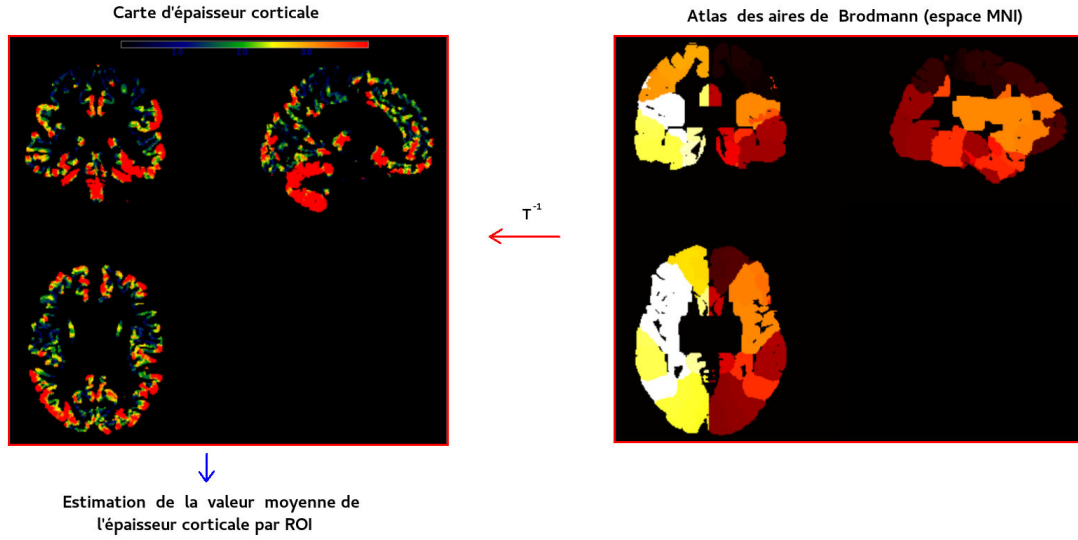 Carte d'épaisseur corticale
Atlas des aires de Brodmann (espace MNI)
T⁻¹
Estimation de la valeur moyenne de
l'épaisseur corticale par ROI